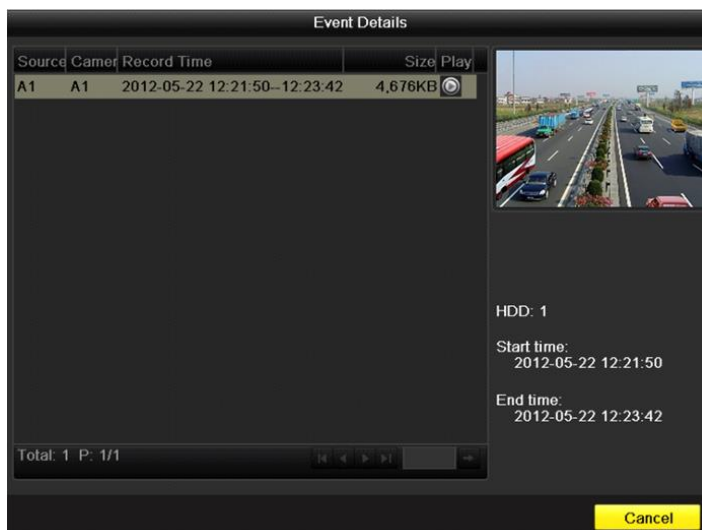 Event Details
Source Camer Record Time Size Play
A1 A1 2012-05-22 12:21:50--12:23:42 4,676KB
HDD: 1
Start time:
2012-05-22 12:21:50
End time:
2012-05-22 12:23:42
Total: 1 P: 1/1
Cancel